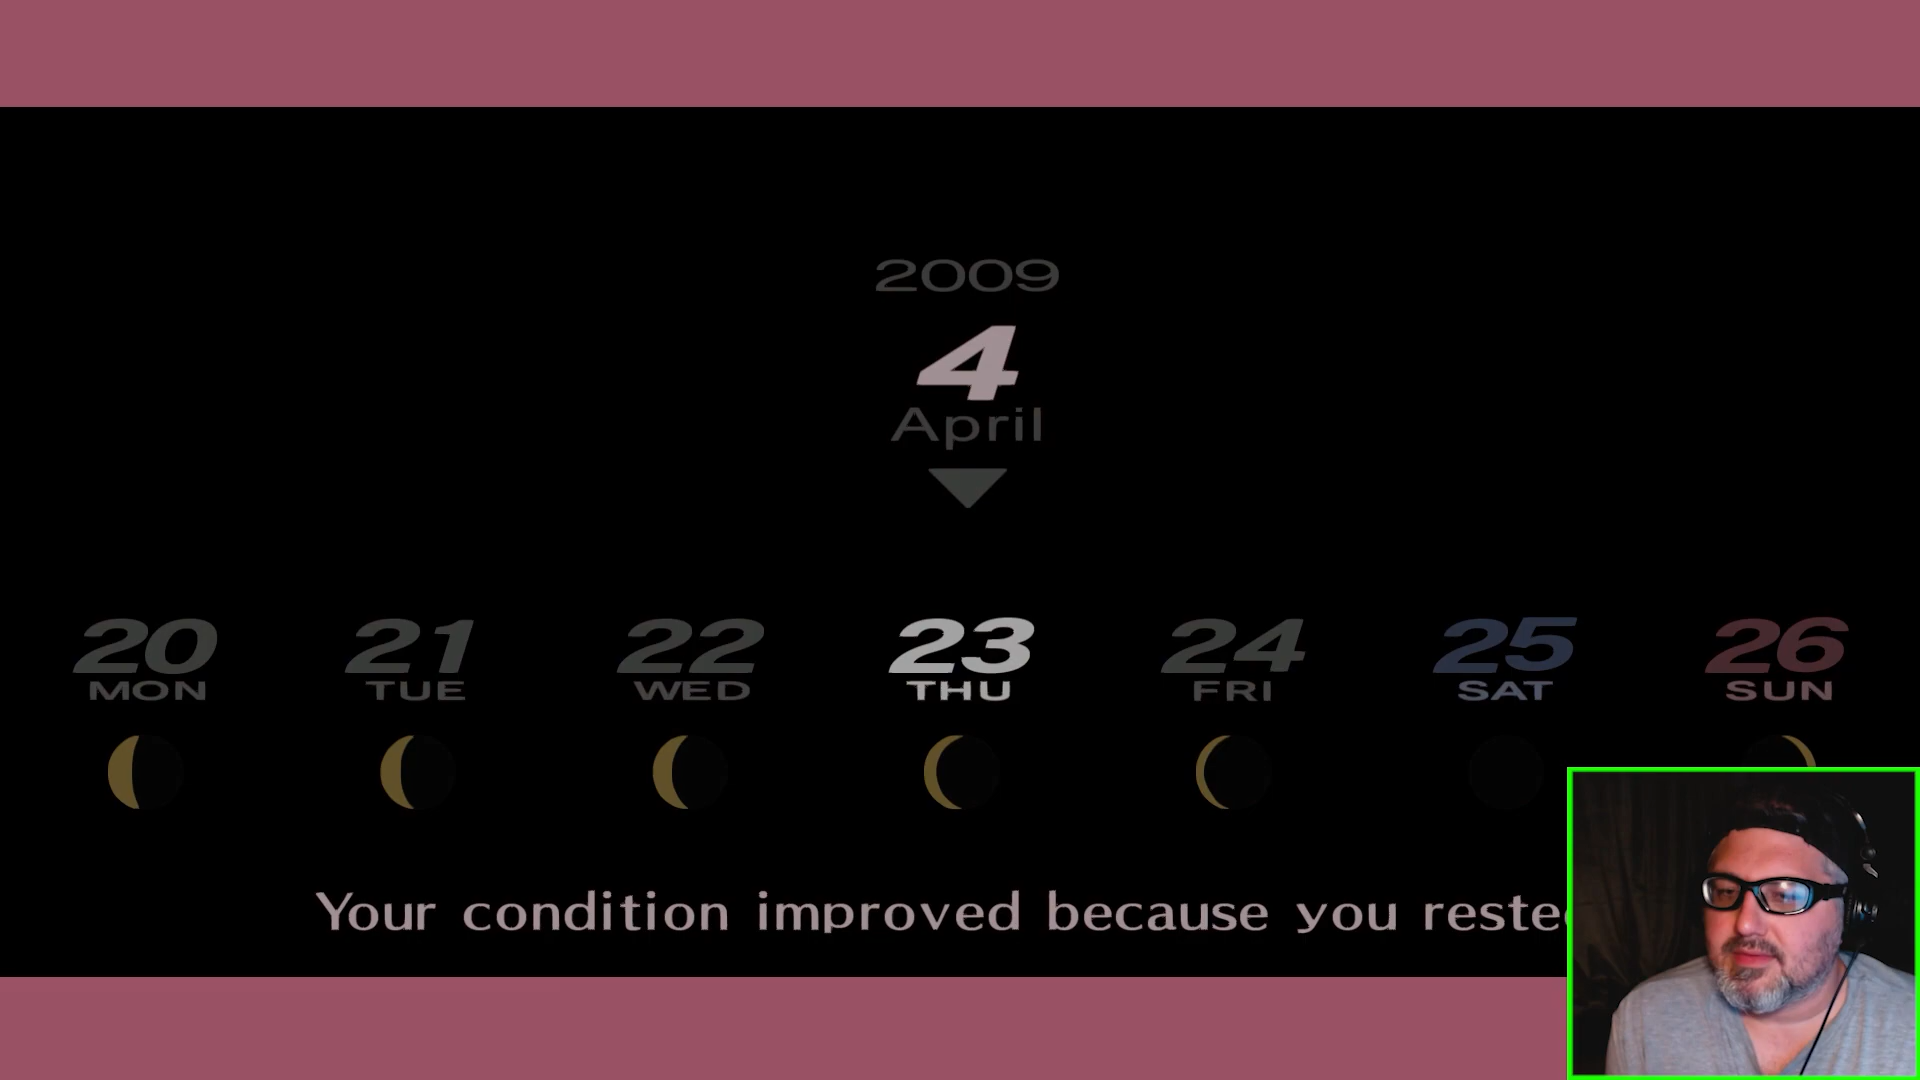 2009
4
April
20 21 22 23 24 25 26
MON TUE WED THU FRI SAT SUN
Your condition improved because you